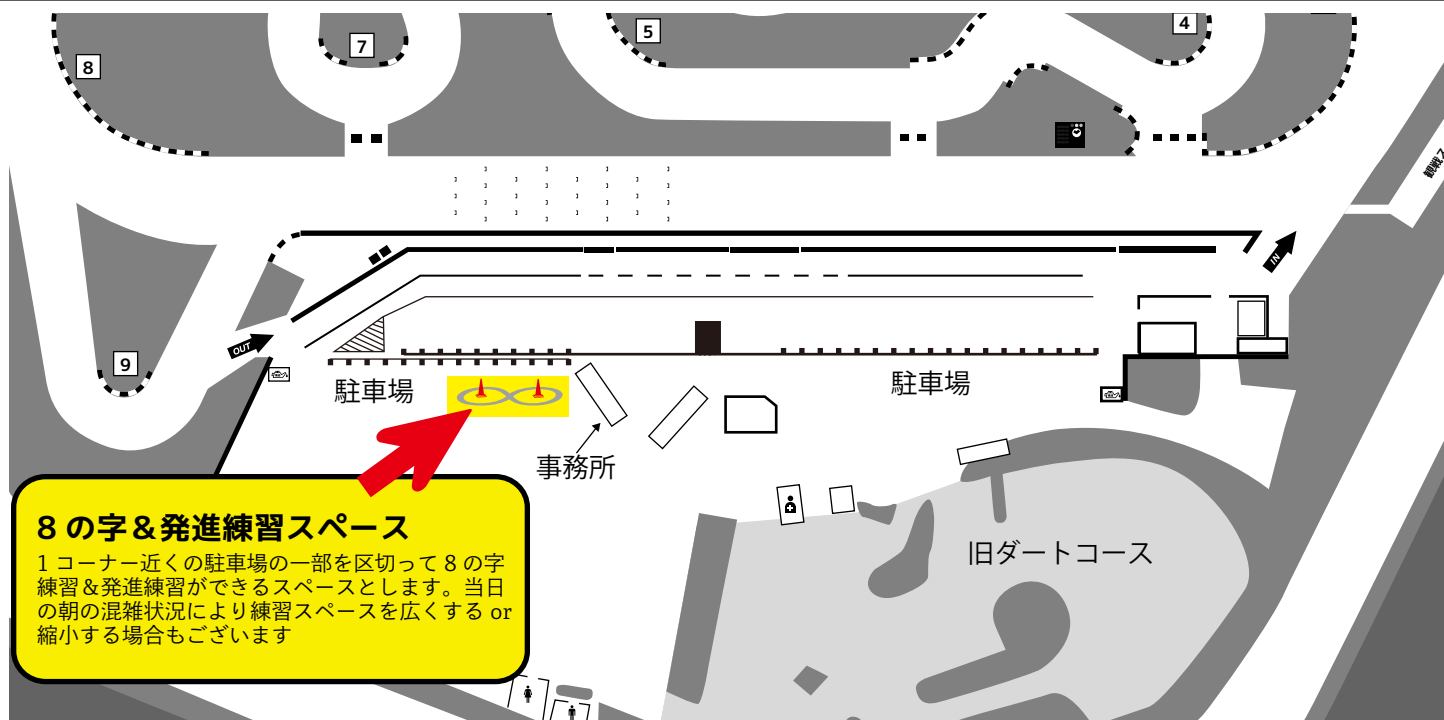 8
7
5
4
観戦ス
IN
OUT
9
駐車場
駐車場
事務所
8の字&発進練習スペース
1コーナー近くの駐車場の一部を区切って8の字
練習&発進練習ができるスペースとします。当日
の朝の混雑状況により練習スペースを広くする or
縮小する場合もございます
旧ダートコース